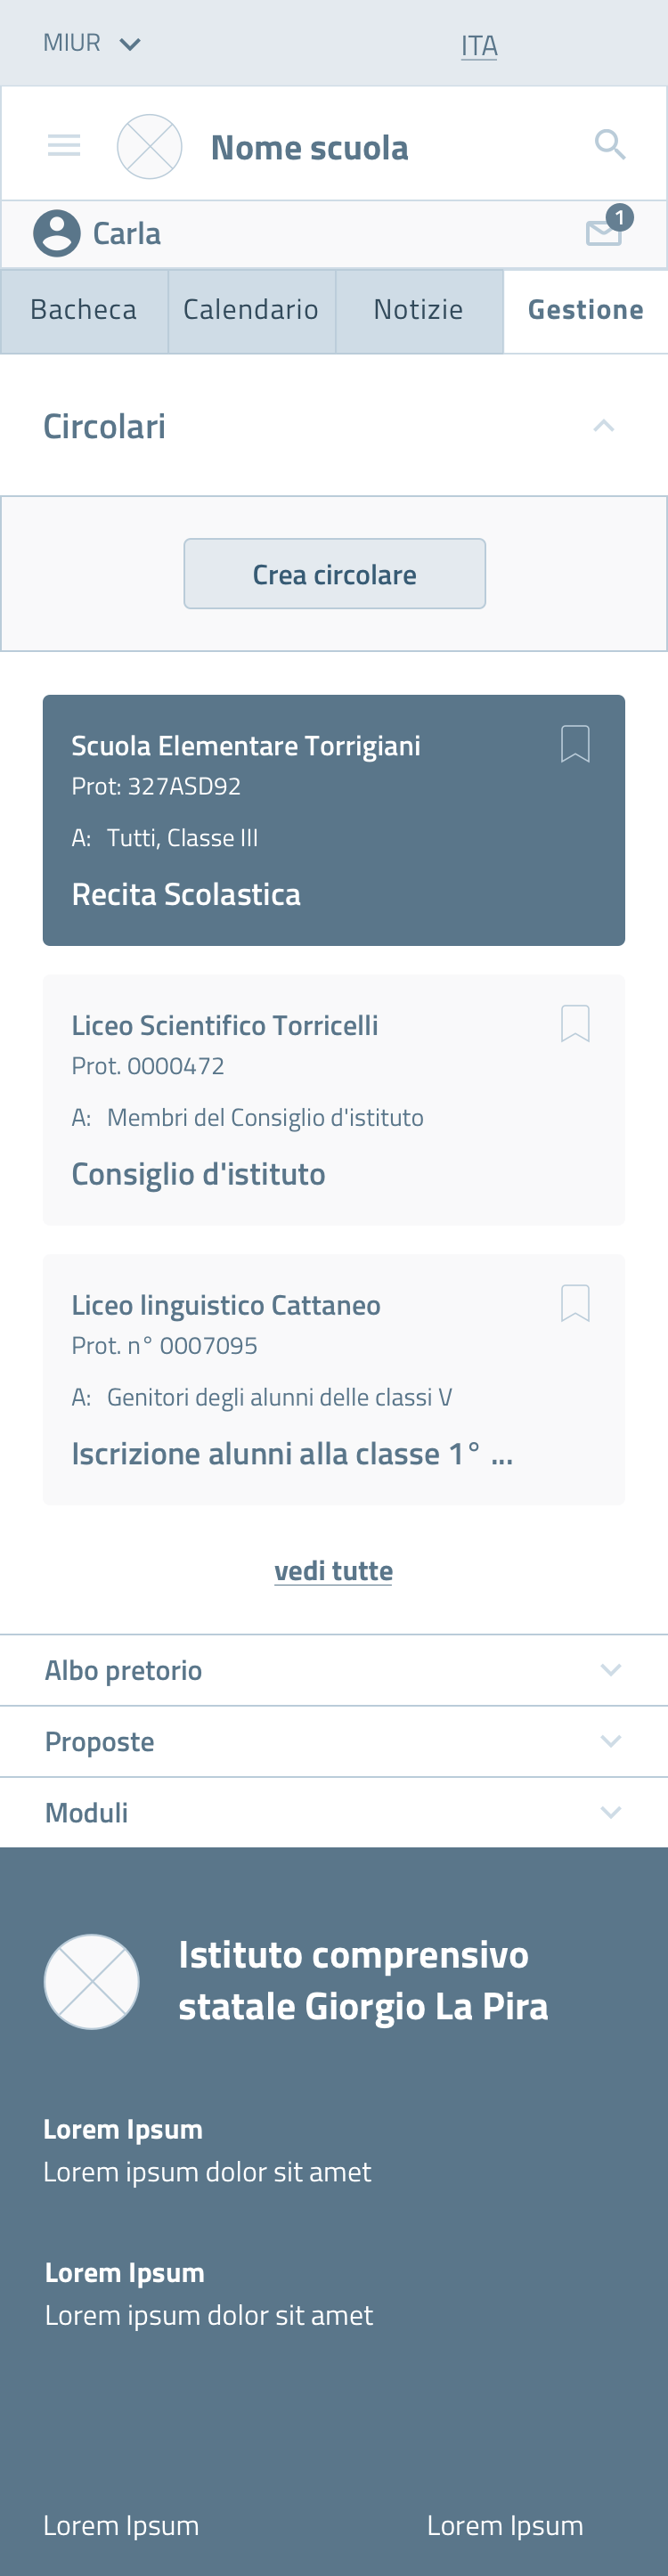 MIUR
ITA
Nome scuola
Carla
1
Bacheca
Calendario
Notizie
Gestione
Circolari
Crea circolare
Scuola Elementare Torrigiani
Prot: 327ASD92
A: Tutti, Classe III
Recita Scolastica
Liceo Scientifico Torricelli
Prot. 0000472
A: Membri del Consiglio d'istituto
Consiglio d'istituto
Liceo linguistico Cattaneo
Prot. n° 0007095
A: Genitori degli alunni delle classi V
Iscrizione alunni alla classe 1° ...
vedi tutte
Albo pretorio
Proposte
Moduli
Istituto comprensivo
statale Giorgio La Pira
Lorem Ipsum
Lorem ipsum dolor sit amet
Lorem Ipsum
Lorem ipsum dolor sit amet
Lorem Ipsum
Lorem Ipsum